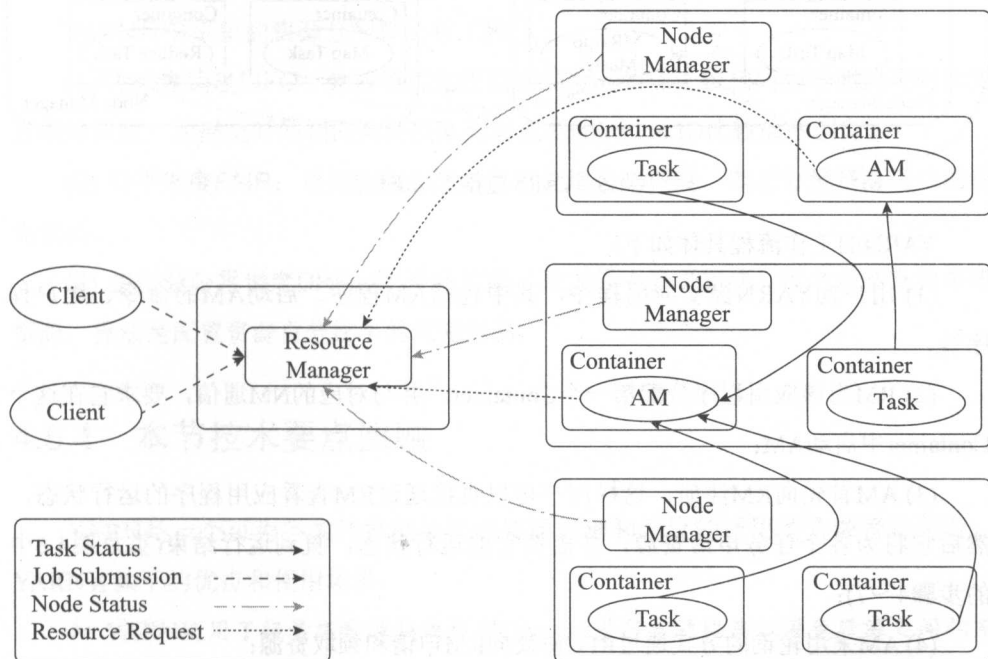 Node
Manager
Container
Task
Container
AM
Client
Client
Resource
Manager
Node
Manager
Container
AM
Container
Task
Node
Manager
Container
Task
Container
Task
Task Status
Job Submission
Node Status
Resource Request